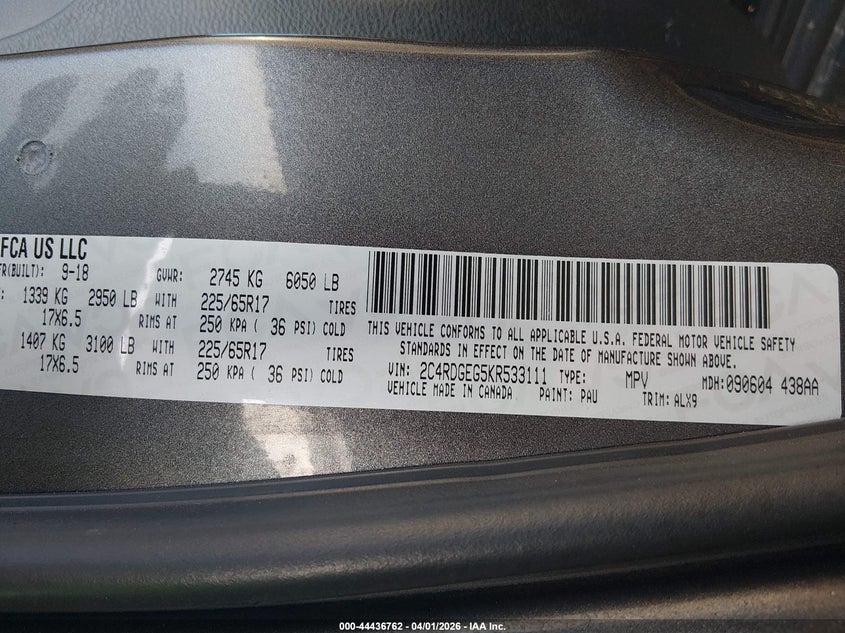 FCA US LLC
FR(BUILT): 9-18 GVWR: 2745 KG 6050 LB
: 1339 KG 2950 LB WITH 225/65R17 TIRES
17X6.5 RIMS AT 250 KPA ( 36 PSI) COLD
1407 KG 3100 LB WITH 225/65R17 TIRES
17X6.5 RIMS AT 250 KPA ( 36 PSI) COLD
THIS VEHICLE CONFORMS TO ALL APPLICABLE U.S.A. FEDERAL MOTOR VEHICLE SAFETY
STANDARDS IN EFFECT ON THE DATE OF MANUFACTURE SHOWN ABOVE.
VIN: 2C4RDGEG5KR533111 TYPE: MPV MDH:090604 438AA
VEHICLE MADE IN CANADA PAINT: PAU TRIM: ALX9
000-44436762 - 04/01/2026 - IAA Inc.